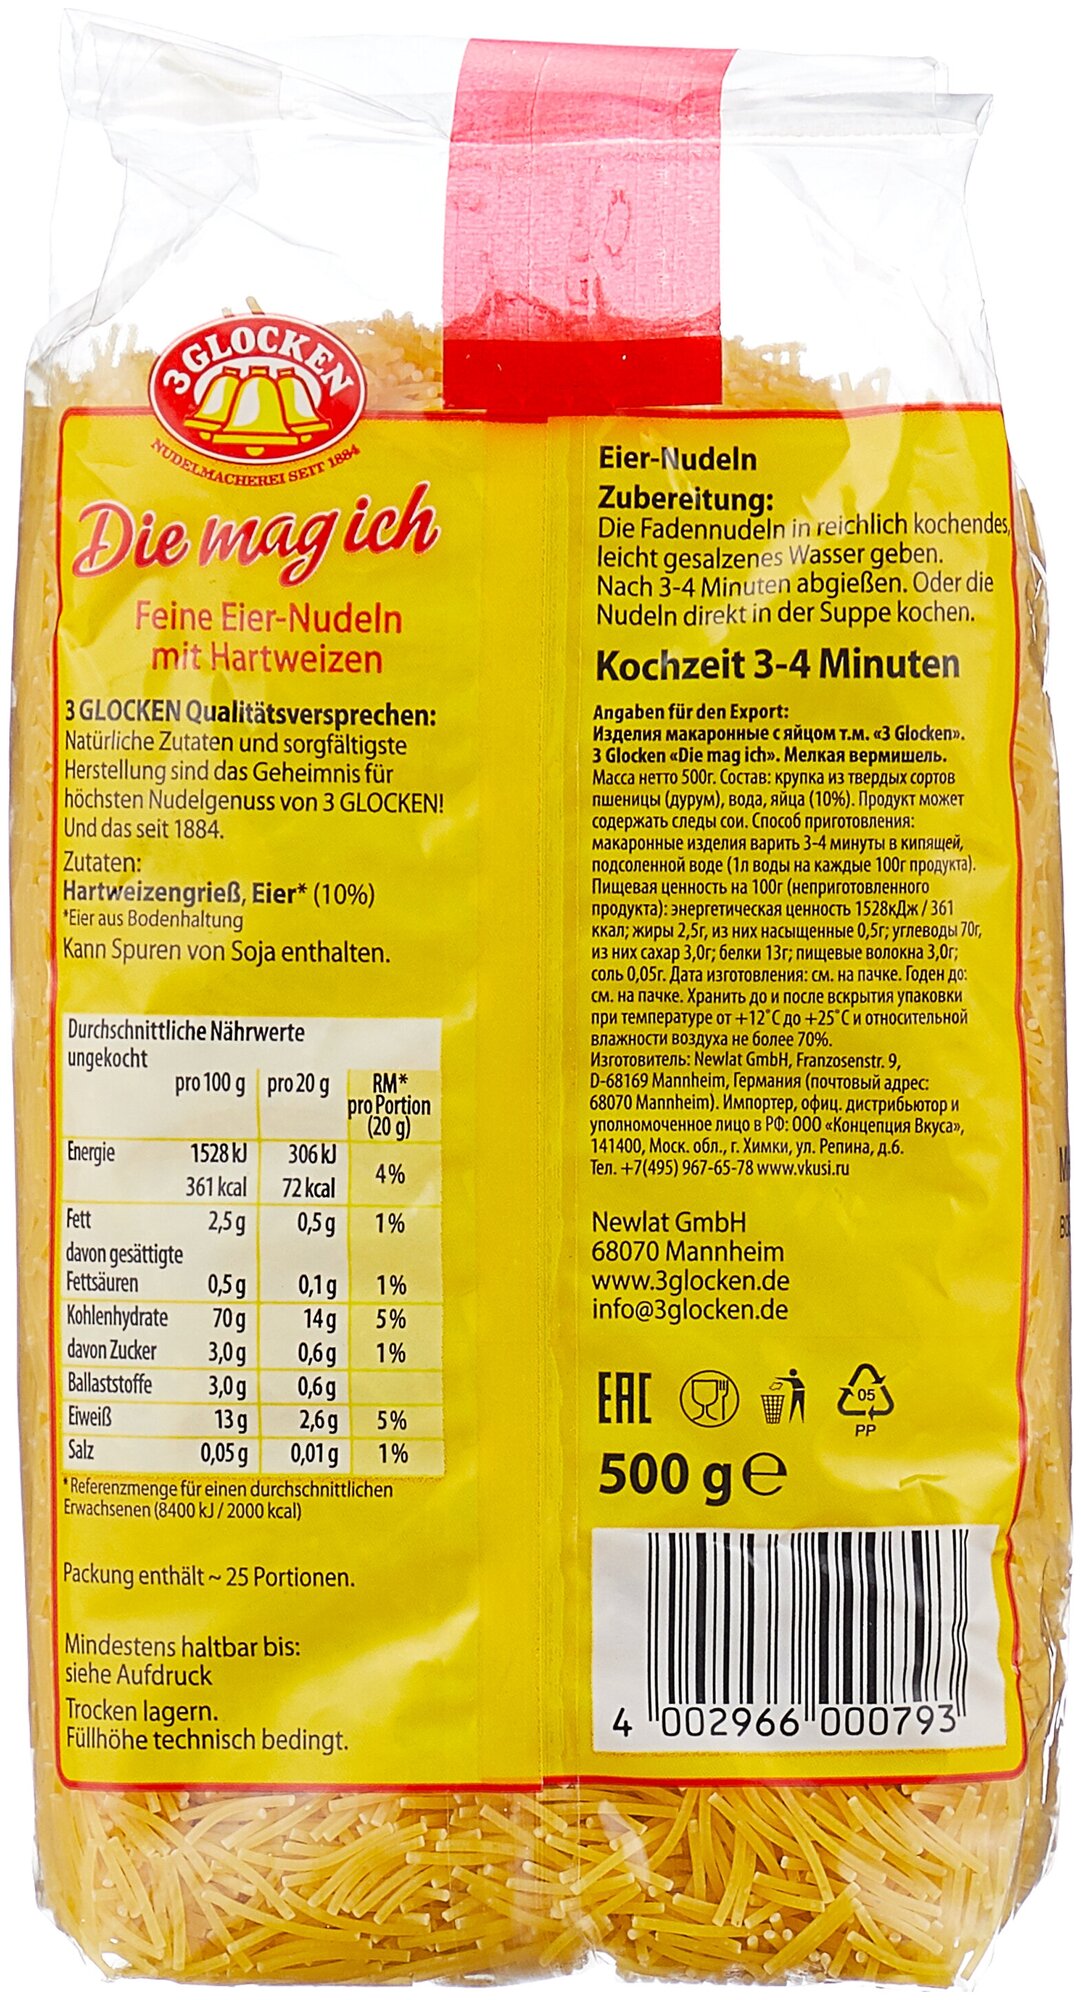 3 GLOCKEN
NUDELMACHEREI SEIT 1884
Die mag ich
Feine Eier-Nudeln
mit Hartweizen
3 GLOCKEN Qualitätsversprechen:
Natürliche Zutaten und sorgfältigste
Herstellung sind das Geheimnis für
höchsten Nudelgenuss von 3 GLOCKEN!
Und das seit 1884.
Zutaten:
Hartweizengrieß, Eier* (10%)
*Eier aus Bodenhaltung
Kann Spuren von Soja enthalten.
Durchschnittliche Nährwerte
ungekocht
pro 100 g pro 20 g RM*
pro Portion
(20 g)
Energie 1528 kJ 306 kJ
361 kcal 72 kcal 4%
Fett 2,5 g 0,5 g 1%
davon gesättigte
Fettsäuren 0,5 g 0,1 g 1%
Kohlenhydrate 70 g 14 g 5%
davon Zucker 3,0 g 0,6 g 1%
Ballaststoffe 3,0 g 0,6 g
Eiweiß 13 g 2,6 g 5%
Salz 0,05 g 0,01 g 1%
*Referenzmenge für einen durchschnittlichen
Erwachsenen (8400 kJ / 2000 kcal)
Packung enthält ~ 25 Portionen.
Mindestens haltbar bis:
siehe Aufdruck
Trocken lagern.
Füllhöhe technisch bedingt.
Eier-Nudeln
Zubereitung:
Die Fadennudeln in reichlich kochendes,
leicht gesalzenes Wasser geben.
Nach 3-4 Minuten abgießen. Oder die
Nudeln direkt in der Suppe kochen.
Kochzeit 3-4 Minuten
Angaben für den Export:
Изделия макаронные с яйцом т.м. «3 Glocken».
3 Glocken «Die mag ich». Мелкая вермишель.
Масса нетто 500г. Состав: крупка из твердых сортов
пшеницы (дурум), вода, яйца (10%). Продукт может
содержать следы сои. Способ приготовления:
макаронные изделия варить 3-4 минуты в кипящей,
подсоленной воде (1л воды на каждые 100г продукта).
Пищевая ценность на 100г (неприготовленного
продукта): энергетическая ценность 1528кДж / 361
ккал; жиры 2,5г, из них насыщенные 0,5г; углеводы 70г,
из них сахар 3,0г; белки 13г; пищевые волокна 3,0г;
соль 0,05г. Дата изготовления: см. на пачке. Годен до:
см. на пачке. Хранить до и после вскрытия упаковки
при температуре от +12˚С до +25˚С и относительной
влажности воздуха не более 70%.
Изготовитель: Newlat GmbH, Franzosenstr. 9,
D-68169 Mannheim, Германия (почтовый адрес:
68070 Mannheim). Импортер, офиц. дистрибьютор и
уполномоченное лицо в РФ: ООО «Концепция Вкуса»,
141400, Моск. обл., г. Химки, ул. Репина, д.6.
Тел. +7(495) 967-65-78 www.vkusi.ru
Newlat GmbH
68070 Mannheim
www.3glocken.de
info@3glocken.de
EAC
05
PP
500 g e
4 002966 000793